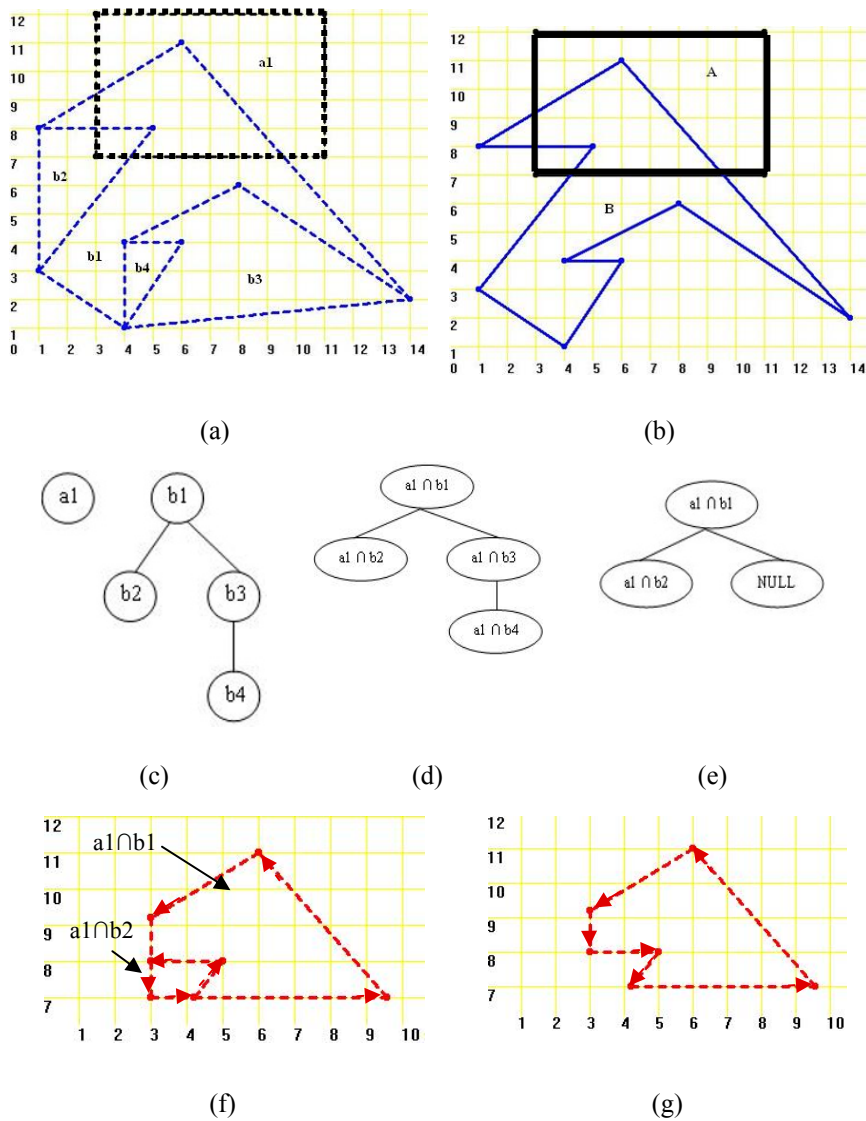 12
11
10
9
8
7
6
5
4
3
2
1
0 1 2 3 4 5 6 7 8 9 10 11 12 13 14
a1
b2
b1
b4
b3
(a)
12
11
10
9
8
7
6
5
4
3
2
1
0 1 2 3 4 5 6 7 8 9 10 11 12 13 14
A
B
(b)
a1
b1
b2
b3
b4
(c)
a1 ∩ b1
a1 ∩ b2
a1 ∩ b3
a1 ∩ b4
(d)
a1 ∩ b1
a1 ∩ b2
NULL
(e)
12
11
10
9
8
7
1 2 3 4 5 6 7 8 9 10
a1∩b1
a1∩b2
(f)
12
11
10
9
8
7
1 2 3 4 5 6 7 8 9 10
(g)